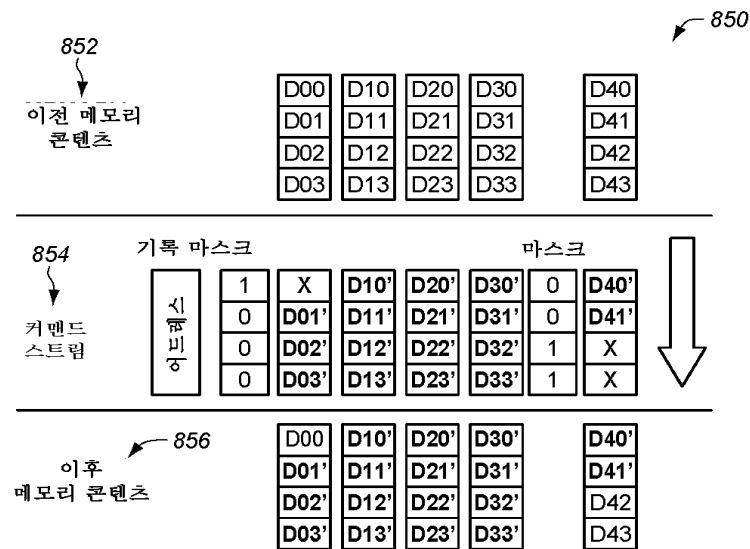 850
852
이전 메모리
콘텐츠
D00 D10 D20 D30 D40
D01 D11 D21 D31 D41
D02 D12 D22 D32 D42
D03 D13 D23 D33 D43
854
커맨드
스트림
기록 마스크 마스크
어드레스
1 X D10' D20' D30' 0 D40'
0 D01' D11' D21' D31' 0 D41'
0 D02' D12' D22' D32' 1 X
0 D03' D13' D23' D33' 1 X
856
이후
메모리 콘텐츠
D00 D10' D20' D30' D40'
D01' D11' D21' D31' D41'
D02' D12' D22' D32' D42
D03' D13' D23' D33' D43